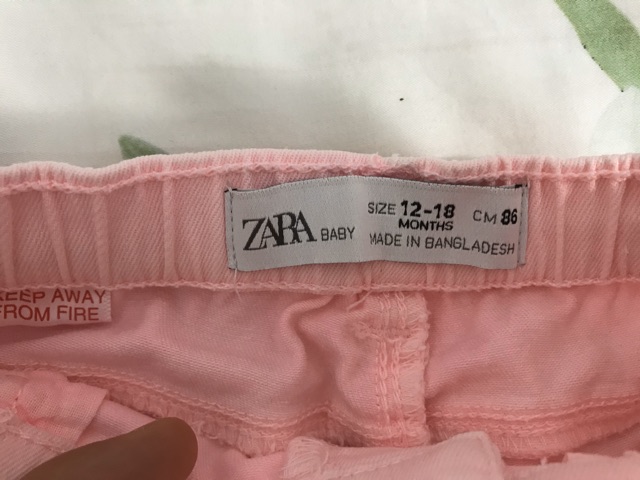 ZARA BABY
SIZE 12-18 MONTHS CM 86
MADE IN BANGLADESH
KEEP AWAY
FROM FIRE